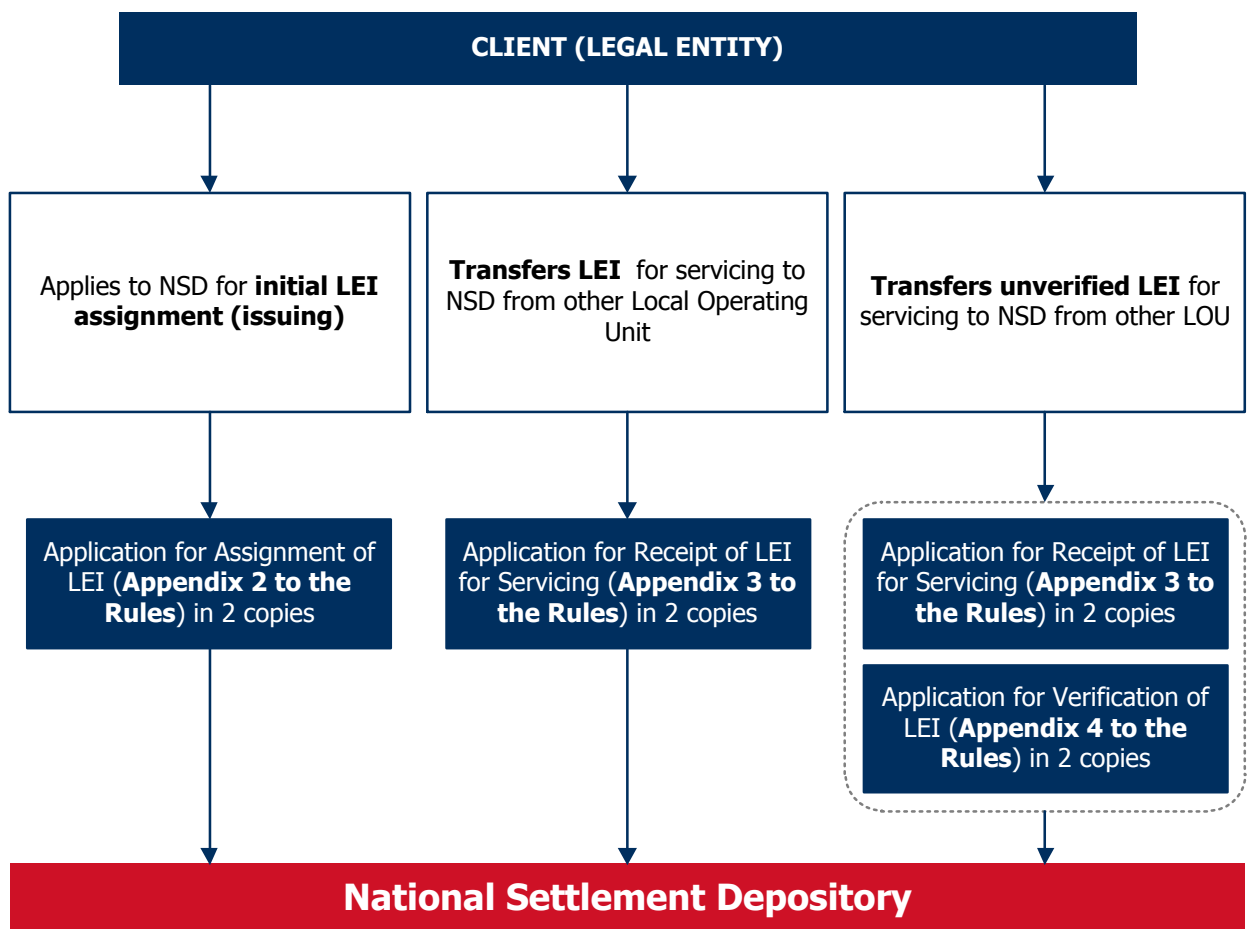 CLIENT (LEGAL ENTITY)
Applies to NSD for initial LEI
assignment (issuing)
Transfers LEI for servicing to
NSD from other Local Operating
Unit
Transfers unverified LEI for
servicing to NSD from other LOU
Application for Assignment of
LEI (Appendix 2 to the
Rules) in 2 copies
Application for Receipt of LEI
for Servicing (Appendix 3 to
the Rules) in 2 copies
Application for Receipt of LEI
for Servicing (Appendix 3 to
the Rules) in 2 copies
Application for Verification of
LEI (Appendix 4 to the
Rules) in 2 copies
National Settlement Depository